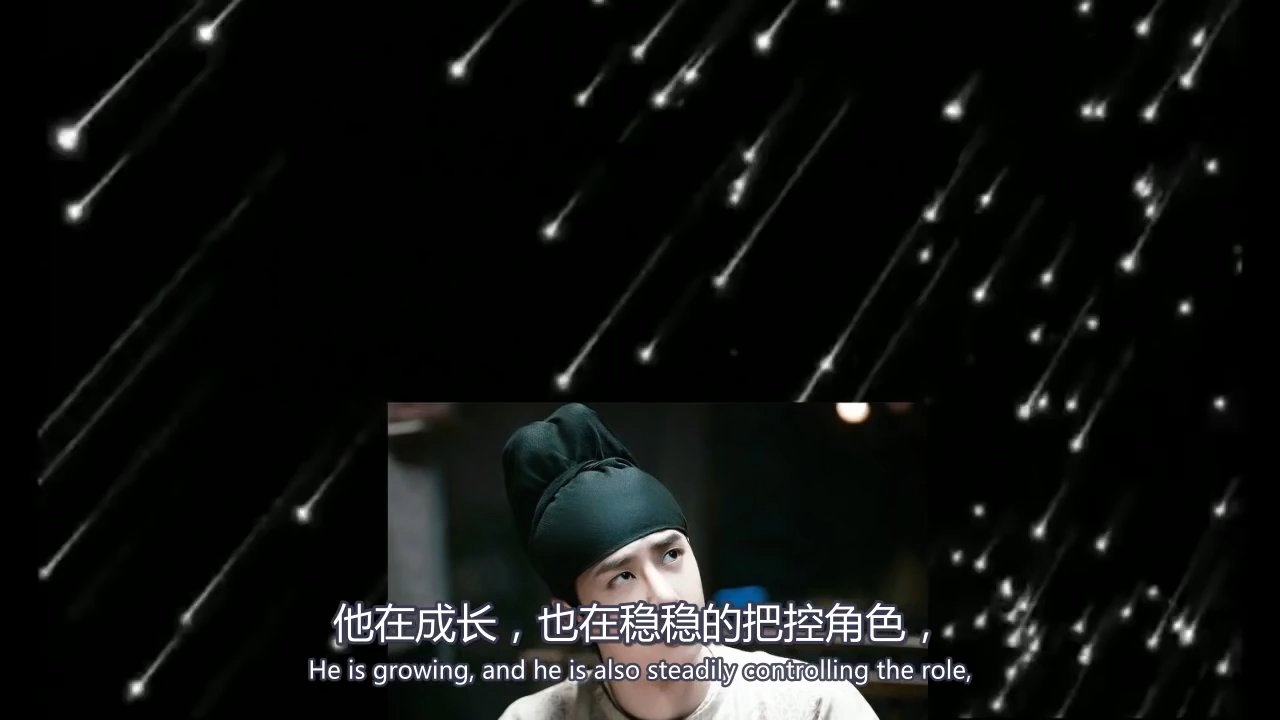 他在成长，也在稳稳的把控角色，
He is growing, and he is also steadily controlling the role,